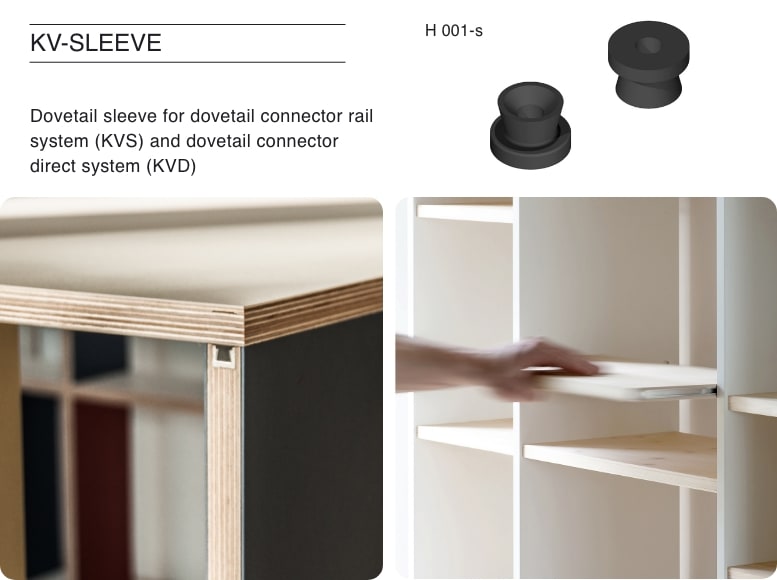 KV-SLEEVE
H 001-s
Dovetail sleeve for dovetail connector rail
system (KVS) and dovetail connector
direct system (KVD)